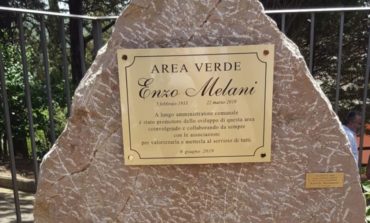 AREA VERDE
Enzo Melani
3 febbraio 1953 22 marzo 2019
A lungo amministratore comunale
è stato promotore dello sviluppo di questa area
coinvolgendo e collaborando da sempre
con le associazioni
per valorizzarla e metterla al servizio di tutti.
6 giugno 2019